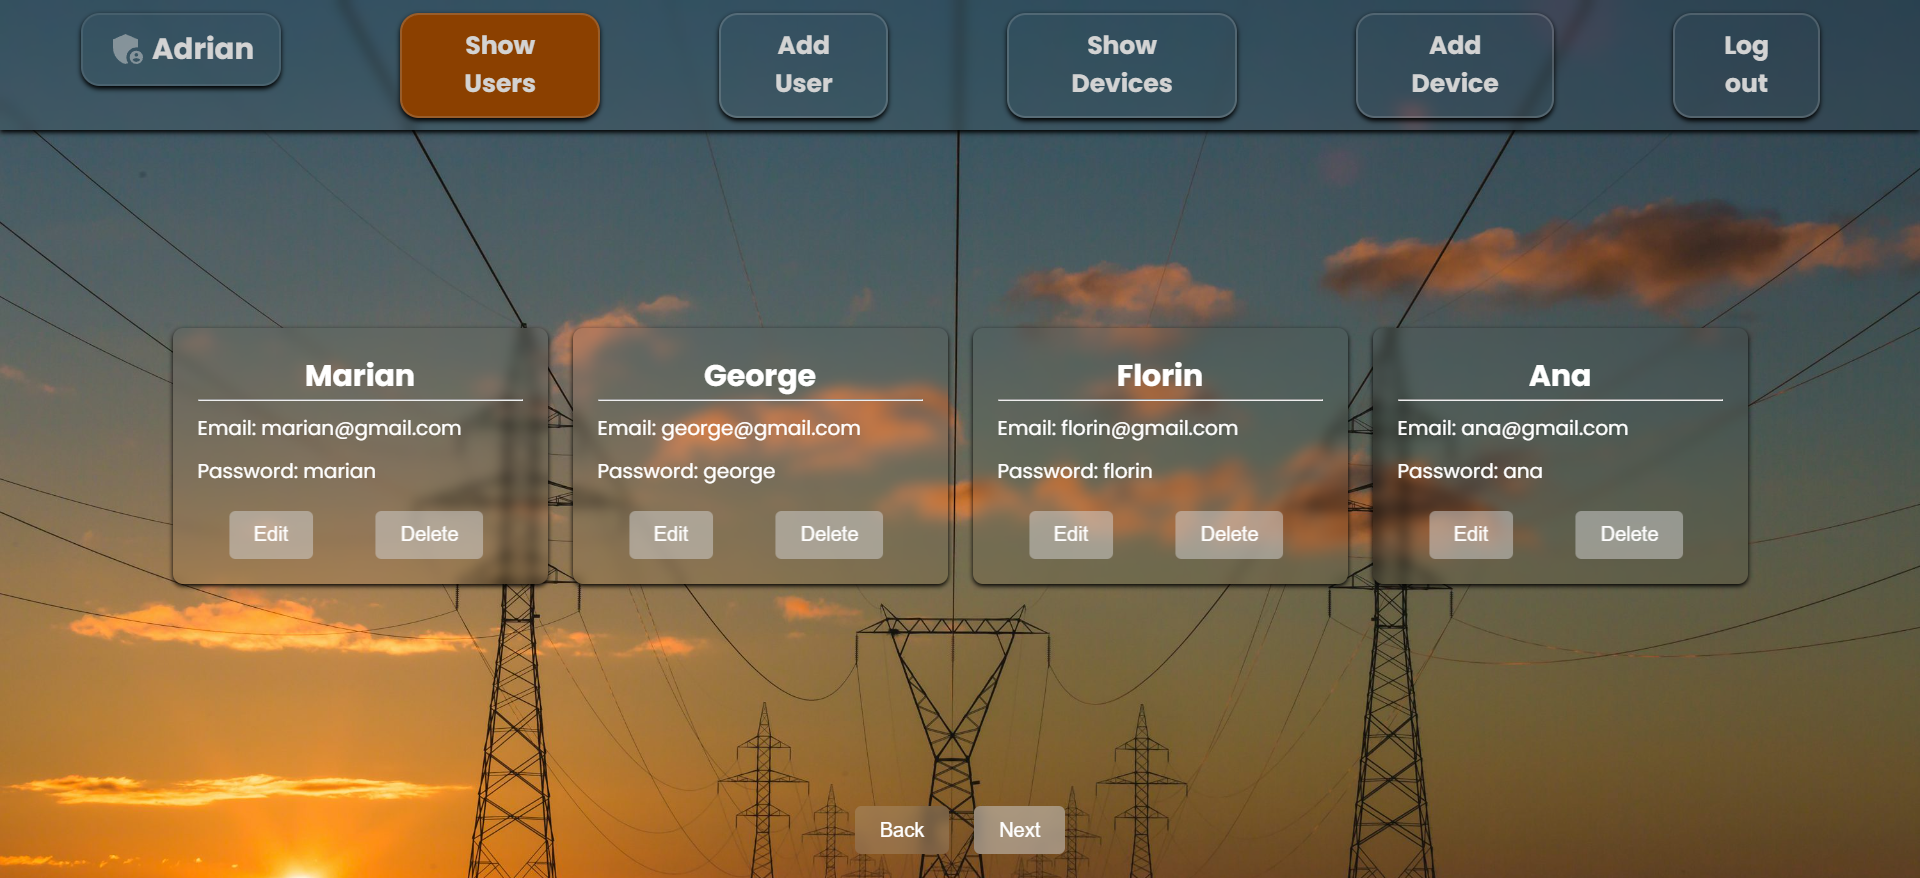 Adrian
Show
Users
Add
User
Show
Devices
Add
Device
Log
out
Marian
Email: marian@gmail.com
Password: marian
Edit
Delete
George
Email: george@gmail.com
Password: george
Edit
Delete
Florin
Email: florin@gmail.com
Password: florin
Edit
Delete
Ana
Email: ana@gmail.com
Password: ana
Edit
Delete
Back
Next